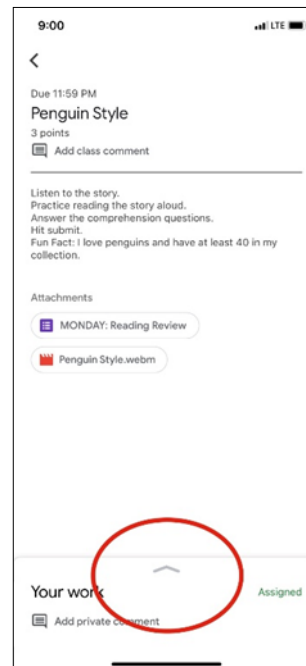 9:00
LTE
Due 11:59 PM
Penguin Style
3 points
Add class comment
Listen to the story.
Practice reading the story aloud.
Answer the comprehension questions.
Hit submit.
Fun Fact: I love penguins and have at least 40 in my
collection.
Attachments
MONDAY: Reading Review
Penguin Style.webm
Your work
Assigned
Add private comment